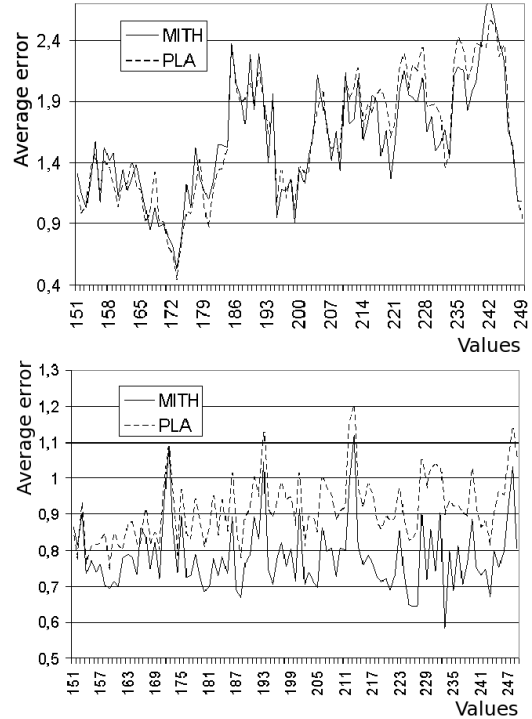 Average error
2,4
1,9
1,4
0,9
0,4
MITH
PLA
151 158 165 172 179 186 193 200 207 214 221 228 235 242 249
Values
Average error
1,3
1,2
1,1
1
0,9
0,8
0,7
0,6
0,5
MITH
PLA
151 157 163 169 175 181 187 193 199 205 211 217 223 229 235 241 247
Values